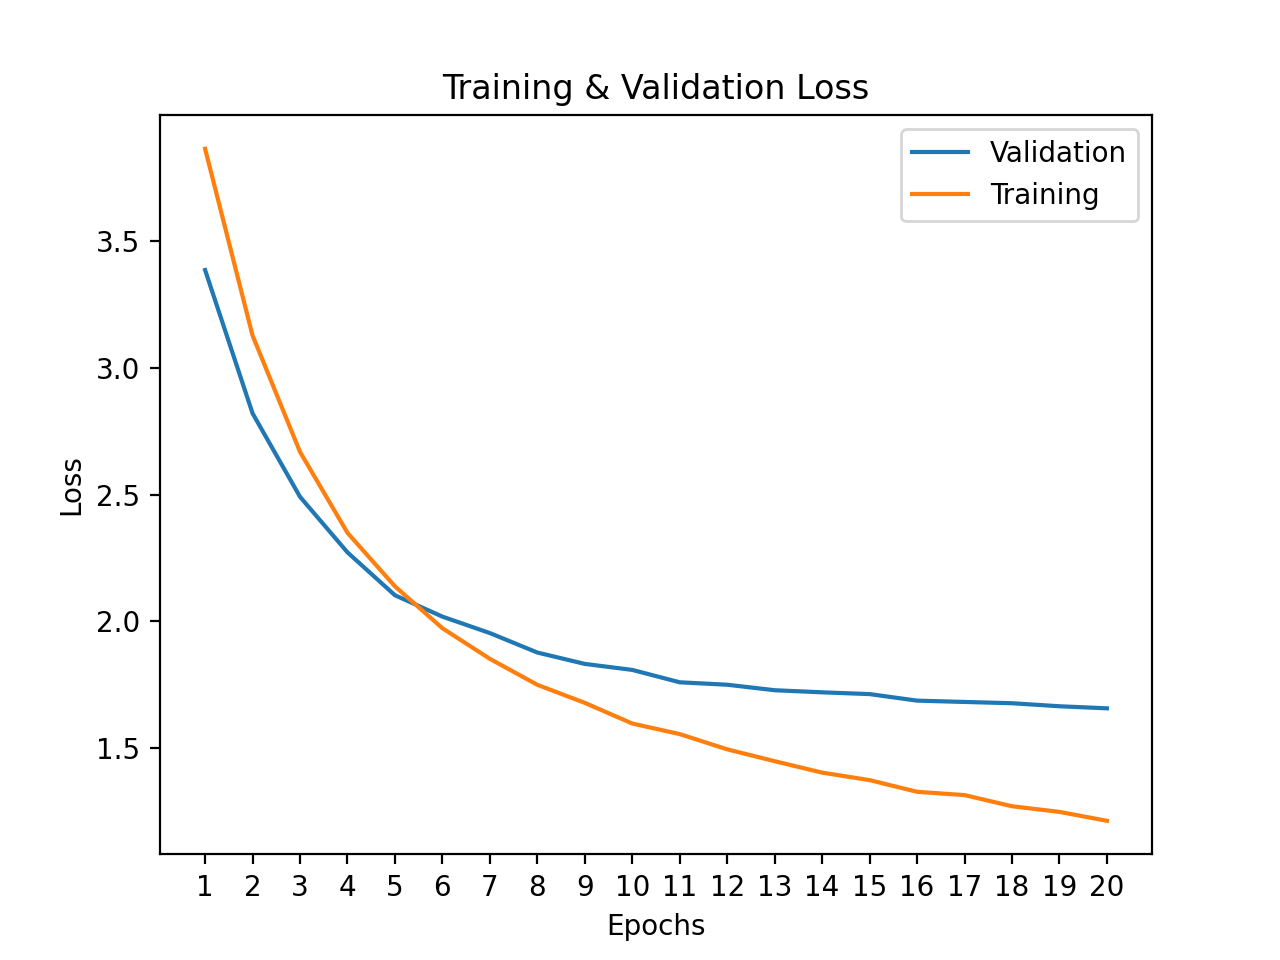 Training & Validation Loss
Validation
Training
3.5
3.0
2.5
2.0
1.5
Loss
1 2 3 4 5 6 7 8 9 10 11 12 13 14 15 16 17 18 19 20
Epochs